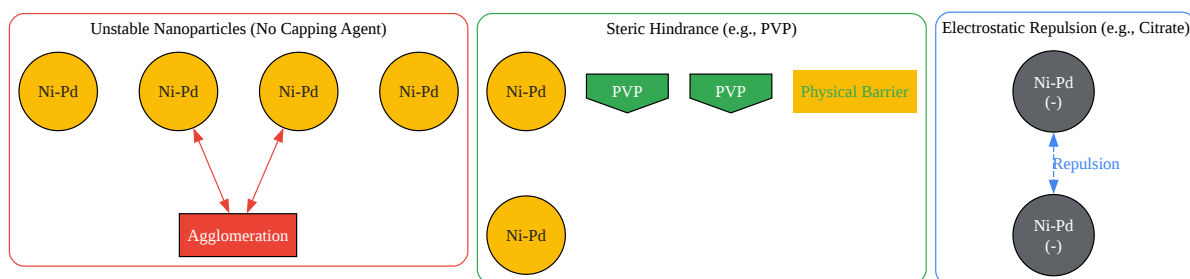 Unstable Nanoparticles (No Capping Agent)
Ni-Pd
Ni-Pd
Ni-Pd
Ni-Pd
Agglomeration
Steric Hindrance (e.g., PVP)
Ni-Pd
PVP
PVP
Physical Barrier
Ni-Pd
Electrostatic Repulsion (e.g., Citrate)
Ni-Pd
(-)
Repulsion
Ni-Pd
(-)